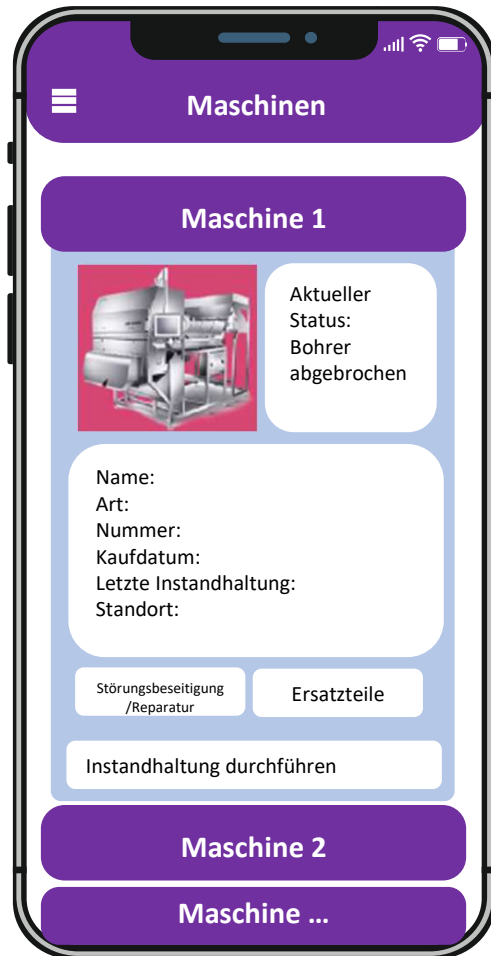 Maschinen
Maschine 1
Aktueller
Status:
Bohrer
abgebrochen
Name:
Art:
Nummer:
Kaufdatum:
Letzte Instandhaltung:
Standort:
Störungsbeseitigung
/Reparatur
Ersatzteile
Instandhaltung durchführen
Maschine 2
Maschine ...